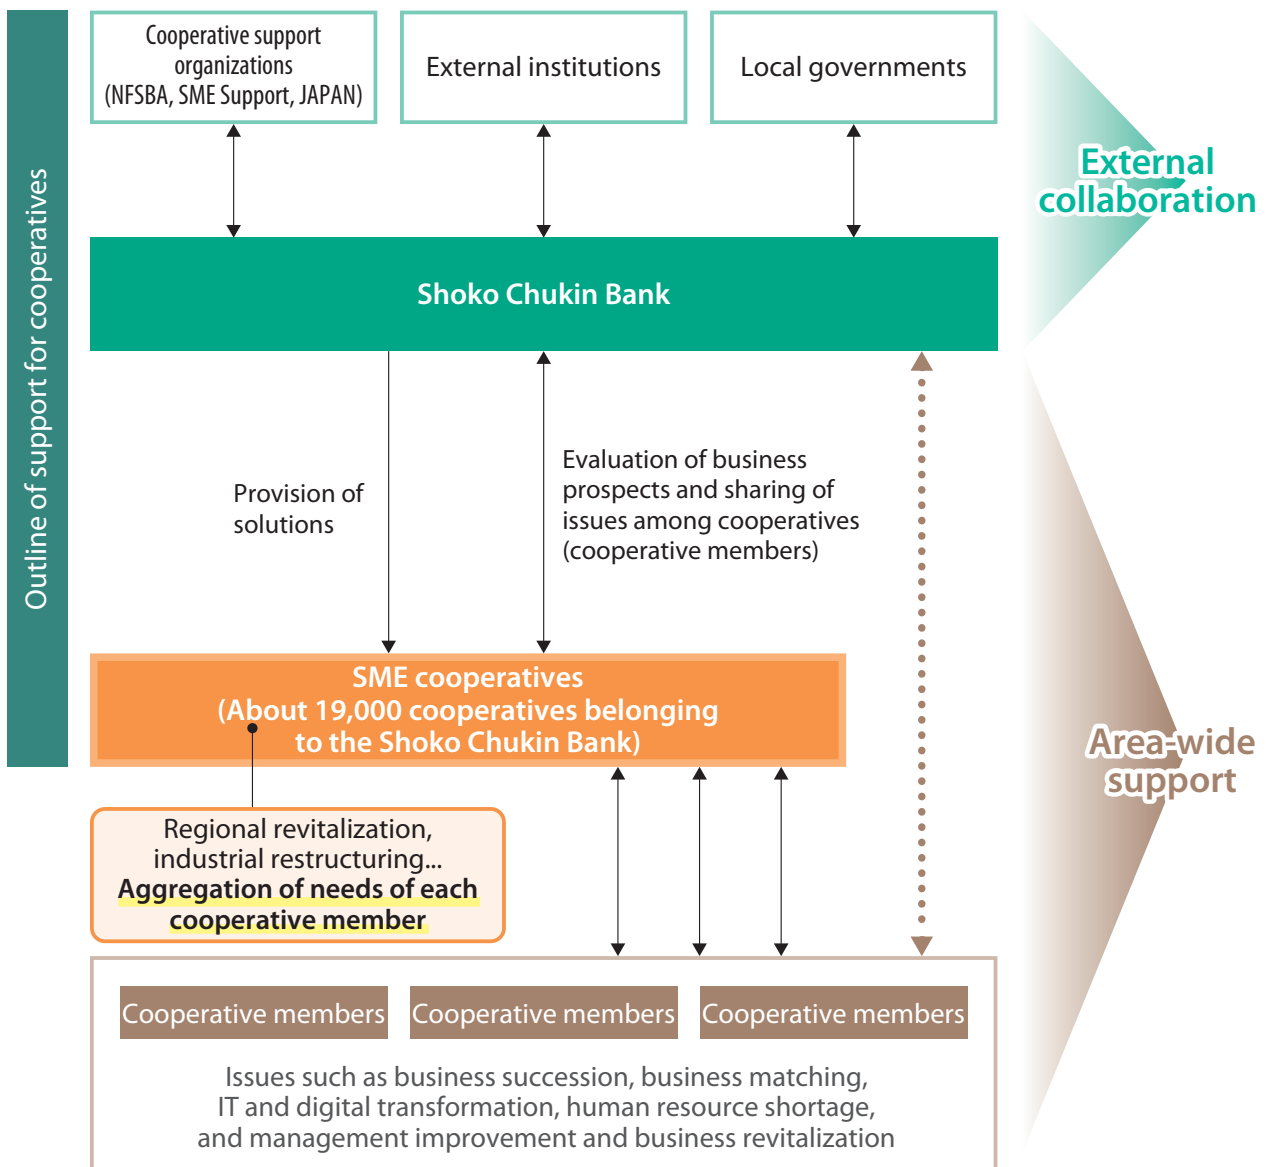 Outline of support for cooperatives
Cooperative support
organizations
(NFSBA, SME Support, JAPAN)
External institutions
Local governments
External
collaboration
Shoko Chukin Bank
Provision of
solutions
Evaluation of business
prospects and sharing of
issues among cooperatives
(cooperative members)
SME cooperatives
(About 19,000 cooperatives belonging
to the Shoko Chukin Bank)
Area-wide
support
Regional revitalization,
industrial restructuring...
Aggregation of needs of each
cooperative member
Cooperative members
Cooperative members
Cooperative members
Issues such as business succession, business matching,
IT and digital transformation, human resource shortage,
and management improvement and business revitalization